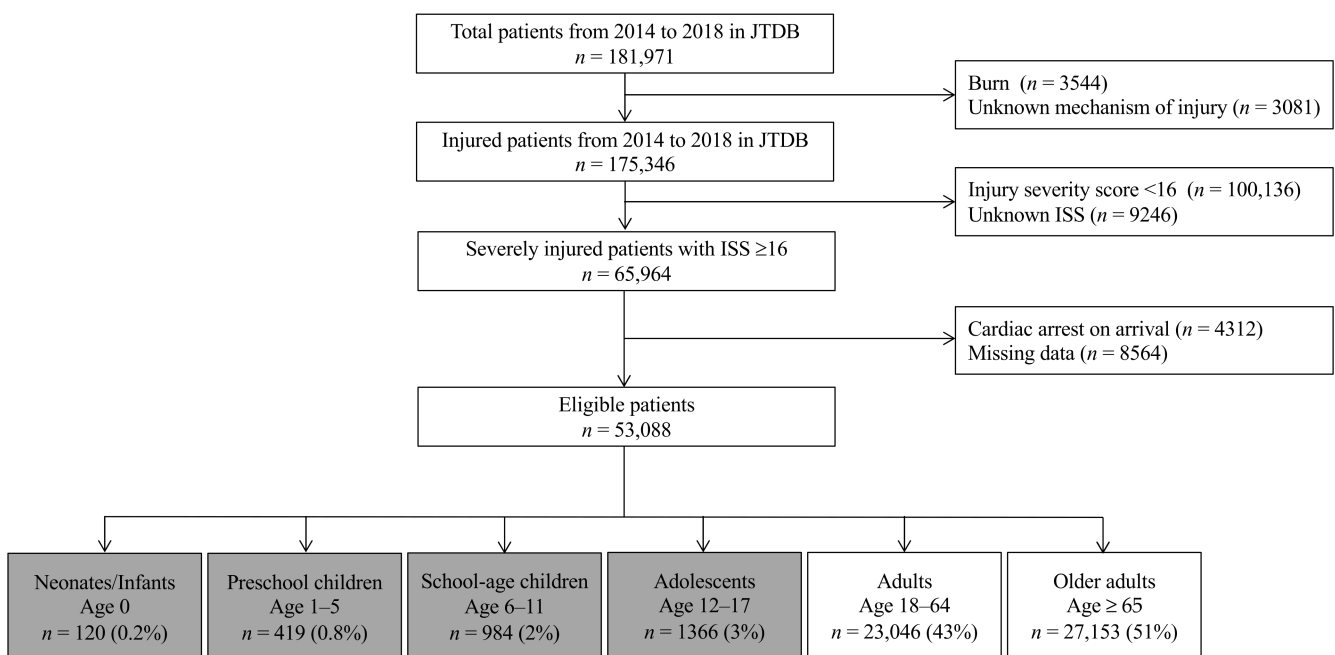 Total patients from 2014 to 2018 in JTDB
n = 181,971
Burn (n = 3544)
Unknown mechanism of injury (n = 3081)
Injured patients from 2014 to 2018 in JTDB
n = 175,346
Injury severity score <16 (n = 100,136)
Unknown ISS (n = 9246)
Severely injured patients with ISS ≥16
n = 65,964
Cardiac arrest on arrival (n = 4312)
Missing data (n = 8564)
Eligible patients
n = 53,088
Neonates/Infants
Age 0
n = 120 (0.2%)
Preschool children
Age 1–5
n = 419 (0.8%)
School-age children
Age 6–11
n = 984 (2%)
Adolescents
Age 12–17
n = 1366 (3%)
Adults
Age 18–64
n = 23,046 (43%)
Older adults
Age ≥ 65
n = 27,153 (51%)